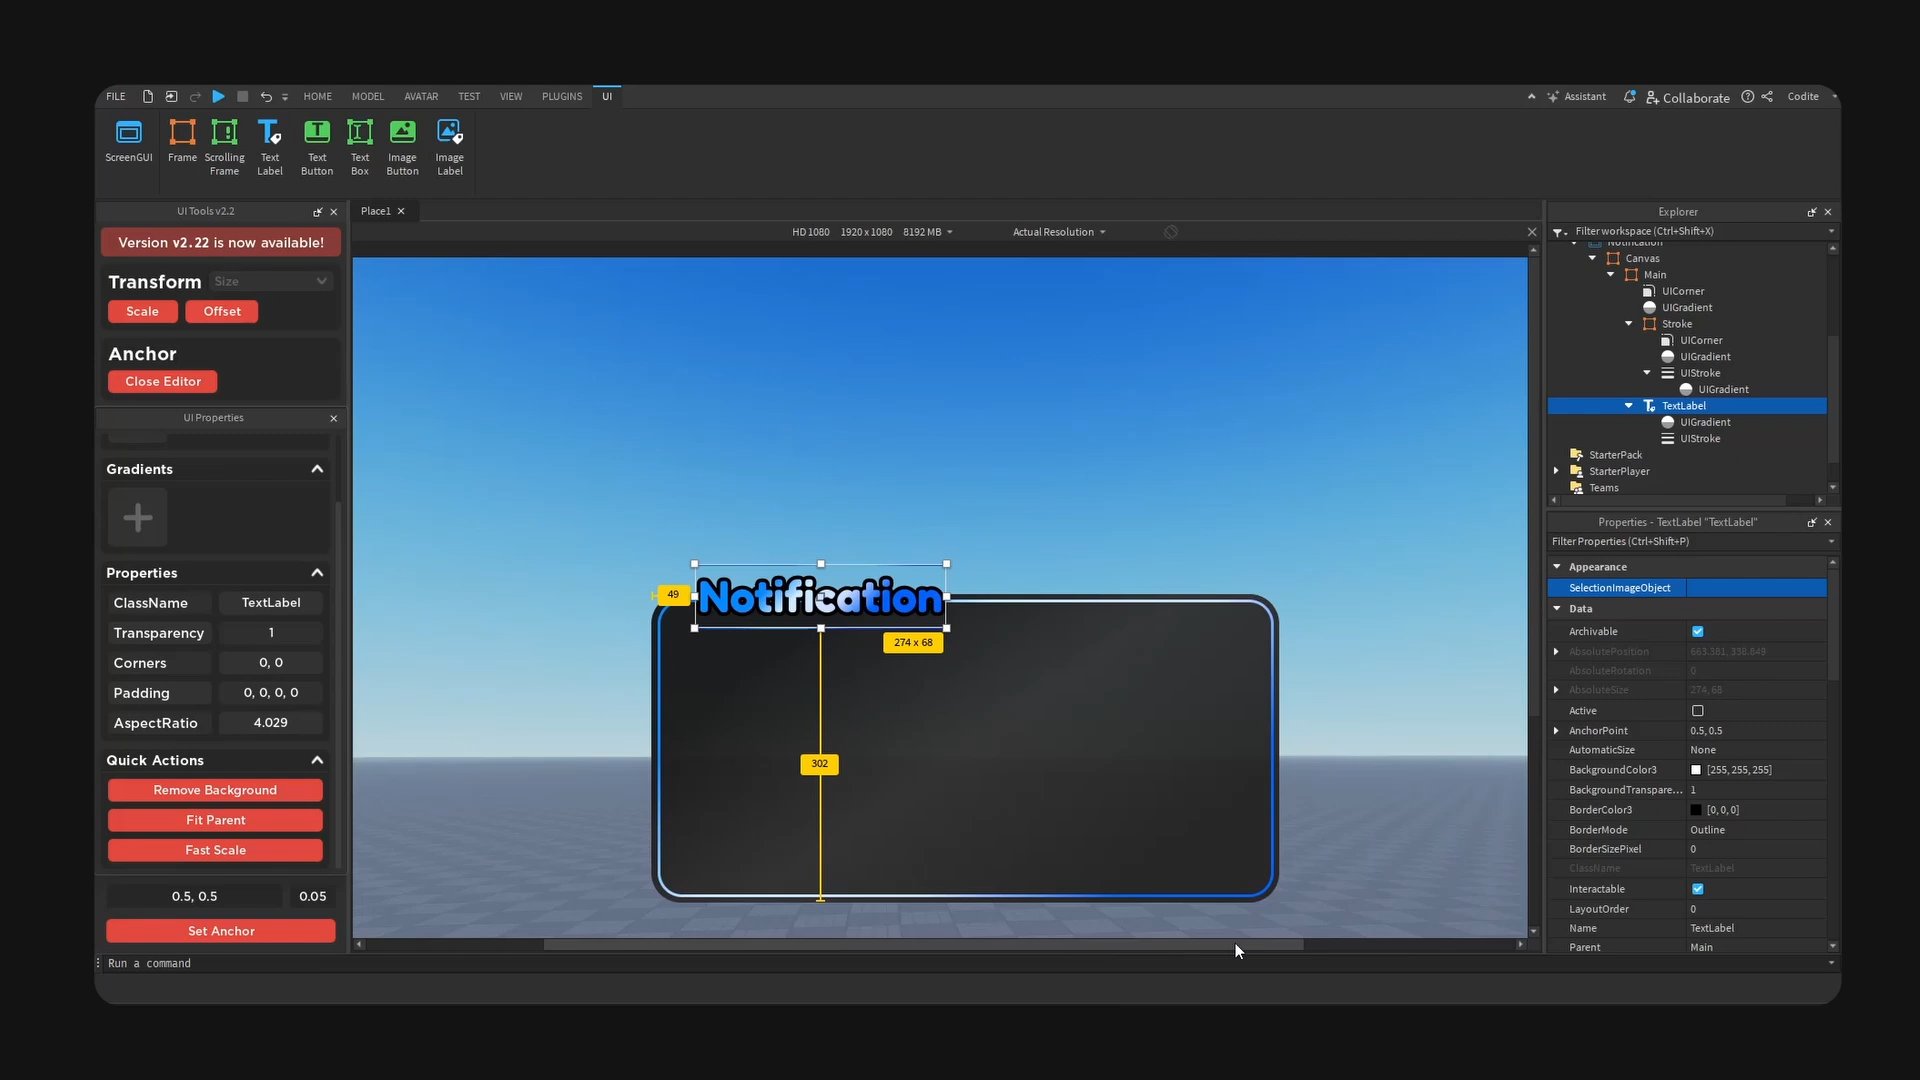 FILE
HOME
MODEL
AVATAR
TEST
VIEW
PLUGINS
UI
Assistant
Collaborate
Codite
ScreenGUI
Frame
Scrolling
Frame
Text
Label
Text
Button
Text
Box
Image
Button
Image
Label
UI Tools v2.2
Version v2.22 is now available!
Transform
Size
Scale
Offset
Anchor
Close Editor
UI Properties
Gradients
Properties
ClassName
TextLabel
Transparency
1
Corners
0, 0
Padding
0, 0, 0, 0
AspectRatio
4.029
Quick Actions
Remove Background
Fit Parent
Fast Scale
0.5, 0.5
0.05
Set Anchor
Run a command
Place1
HD 1080 1920 x 1080 8192 MB
Actual Resolution
49
Notification
274 x 68
302
Explorer
Filter workspace (Ctrl+Shift+X)
Notification
Canvas
Main
UICorner
UIGradient
Stroke
UICorner
UIGradient
UIStroke
UIGradient
TextLabel
UIGradient
UIStroke
StarterPack
StarterPlayer
Teams
Properties - TextLabel "TextLabel"
Filter Properties (Ctrl+Shift+P)
Appearance
SelectionImageObject
Data
Archivable
AbsolutePosition 663.381, 338.849
AbsoluteRotation 0
AbsoluteSize 274, 68
Active
AnchorPoint 0.5, 0.5
AutomaticSize None
BackgroundColor3 [255, 255, 255]
BackgroundTranspare... 1
BorderColor3 [0, 0, 0]
BorderMode Outline
BorderSizePixel 0
ClassName TextLabel
Interactable
LayoutOrder 0
Name TextLabel
Parent Main